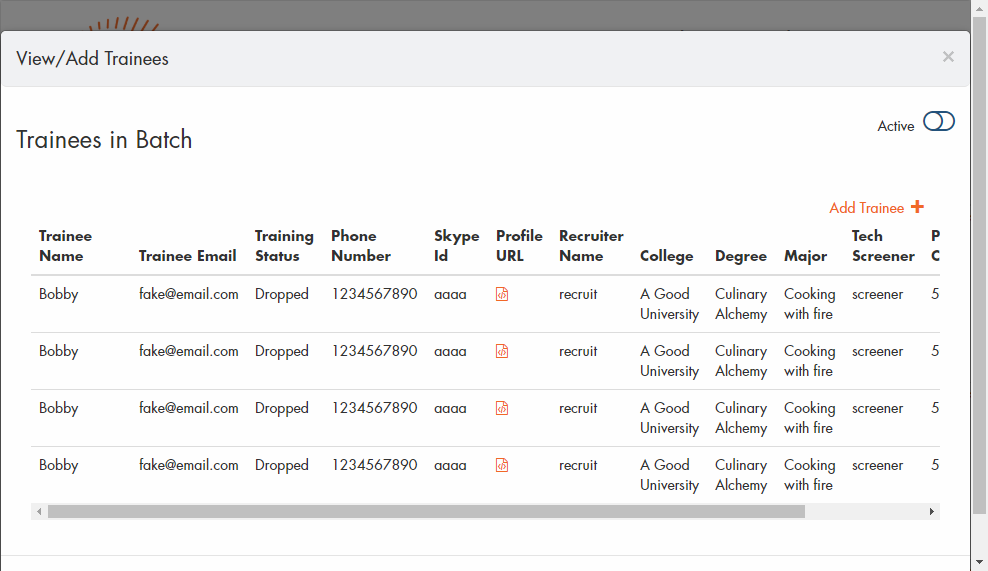 View/Add Trainees ×
Active
Trainees in Batch
Add Trainee +
Trainee Name Trainee Email Training Status Phone Number Skype Id Profile URL Recruiter Name College Degree Major Tech Screener P C
Bobby fake@email.com Dropped 1234567890 aaaa recruit A Good University Culinary Alchemy Cooking with fire screener 5
Bobby fake@email.com Dropped 1234567890 aaaa recruit A Good University Culinary Alchemy Cooking with fire screener 5
Bobby fake@email.com Dropped 1234567890 aaaa recruit A Good University Culinary Alchemy Cooking with fire screener 5
Bobby fake@email.com Dropped 1234567890 aaaa recruit A Good University Culinary Alchemy Cooking with fire screener 5